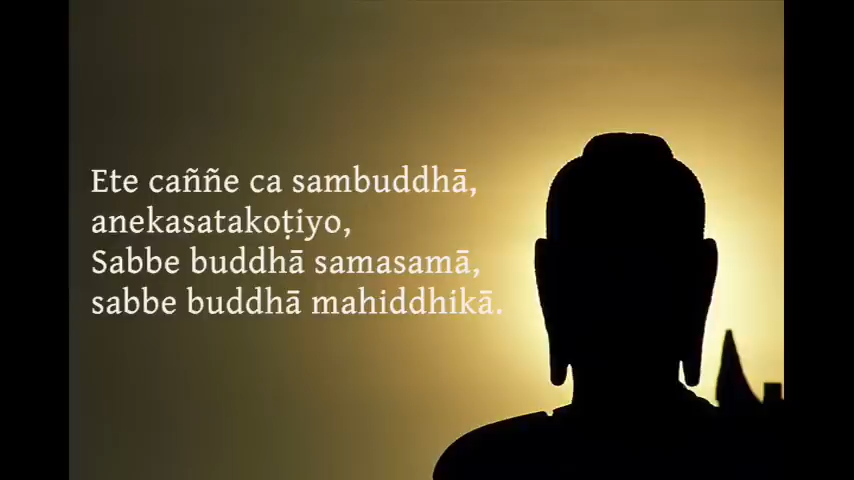 Ete caññe ca sambuddhā,
anekasatakoṭiyo,
Sabbe buddhā samasamā,
sabbe buddhā mahiddhikā.